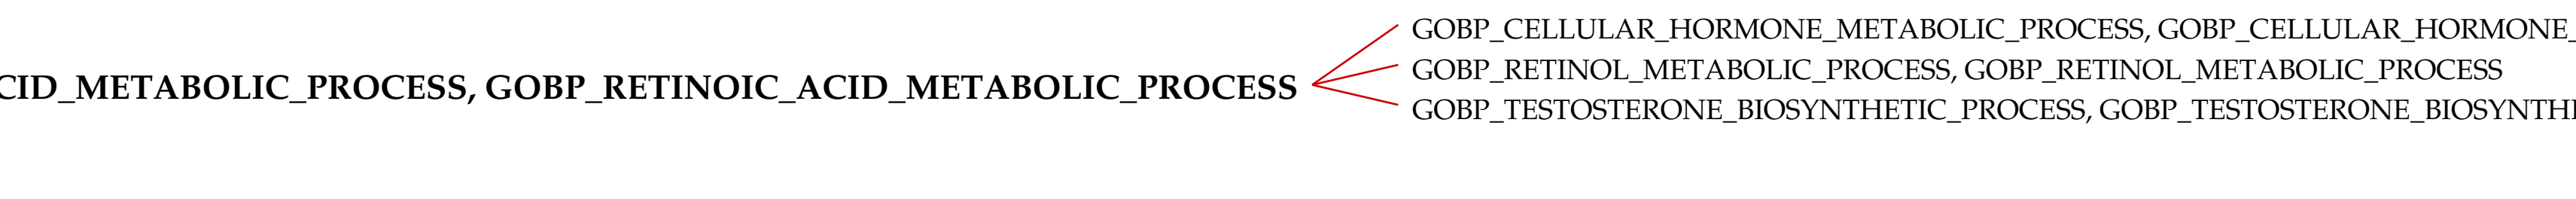 GOBP_CELLULAR_HORMONE_METABOLIC_PROCESS, GOBP_CELLULAR_HORMONE_
CID_METABOLIC_PROCESS, GOBP_RETINOIC_ACID_METABOLIC_PROCESS
GOBP_RETINOL_METABOLIC_PROCESS, GOBP_RETINOL_METABOLIC_PROCESS
GOBP_TESTOSTERONE_BIOSYNTHETIC_PROCESS, GOBP_TESTOSTERONE_BIOSYNTH